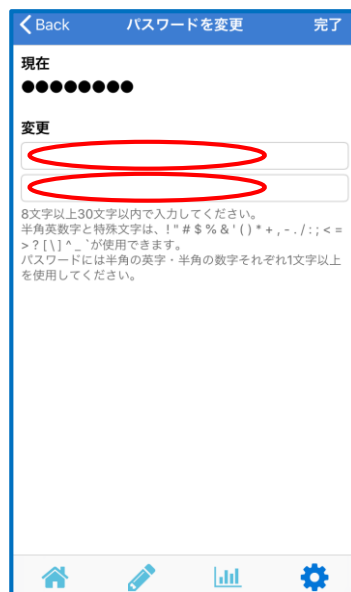 Back
パスワードを変更
完了
現在
●●●●●●●●
変更
8文字以上30文字以内で入力してください。
半角英数字と特殊文字は、! " # $ % & ' ( ) * + , - . / : ; < =
> ? [ \ ] ^ _ `が使用できます。
パスワードには半角の英字・半角の数字それぞれ1文字以上
を使用してください。